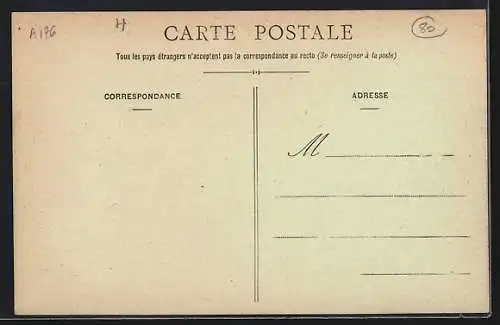 A196 H CARTE POSTALE 80
Tous les pays étrangers n'acceptent pas la correspondance au recto (Se renseigner à la poste)
CORRESPONDANCE
ADRESSE
M